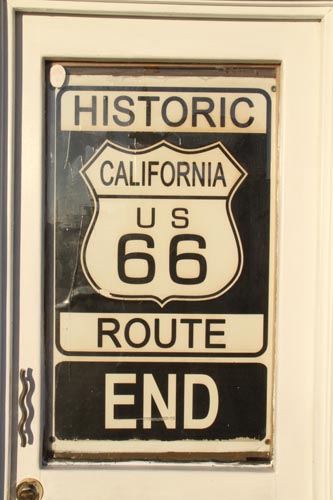 HISTORIC
CALIFORNIA
US
66
ROUTE
END